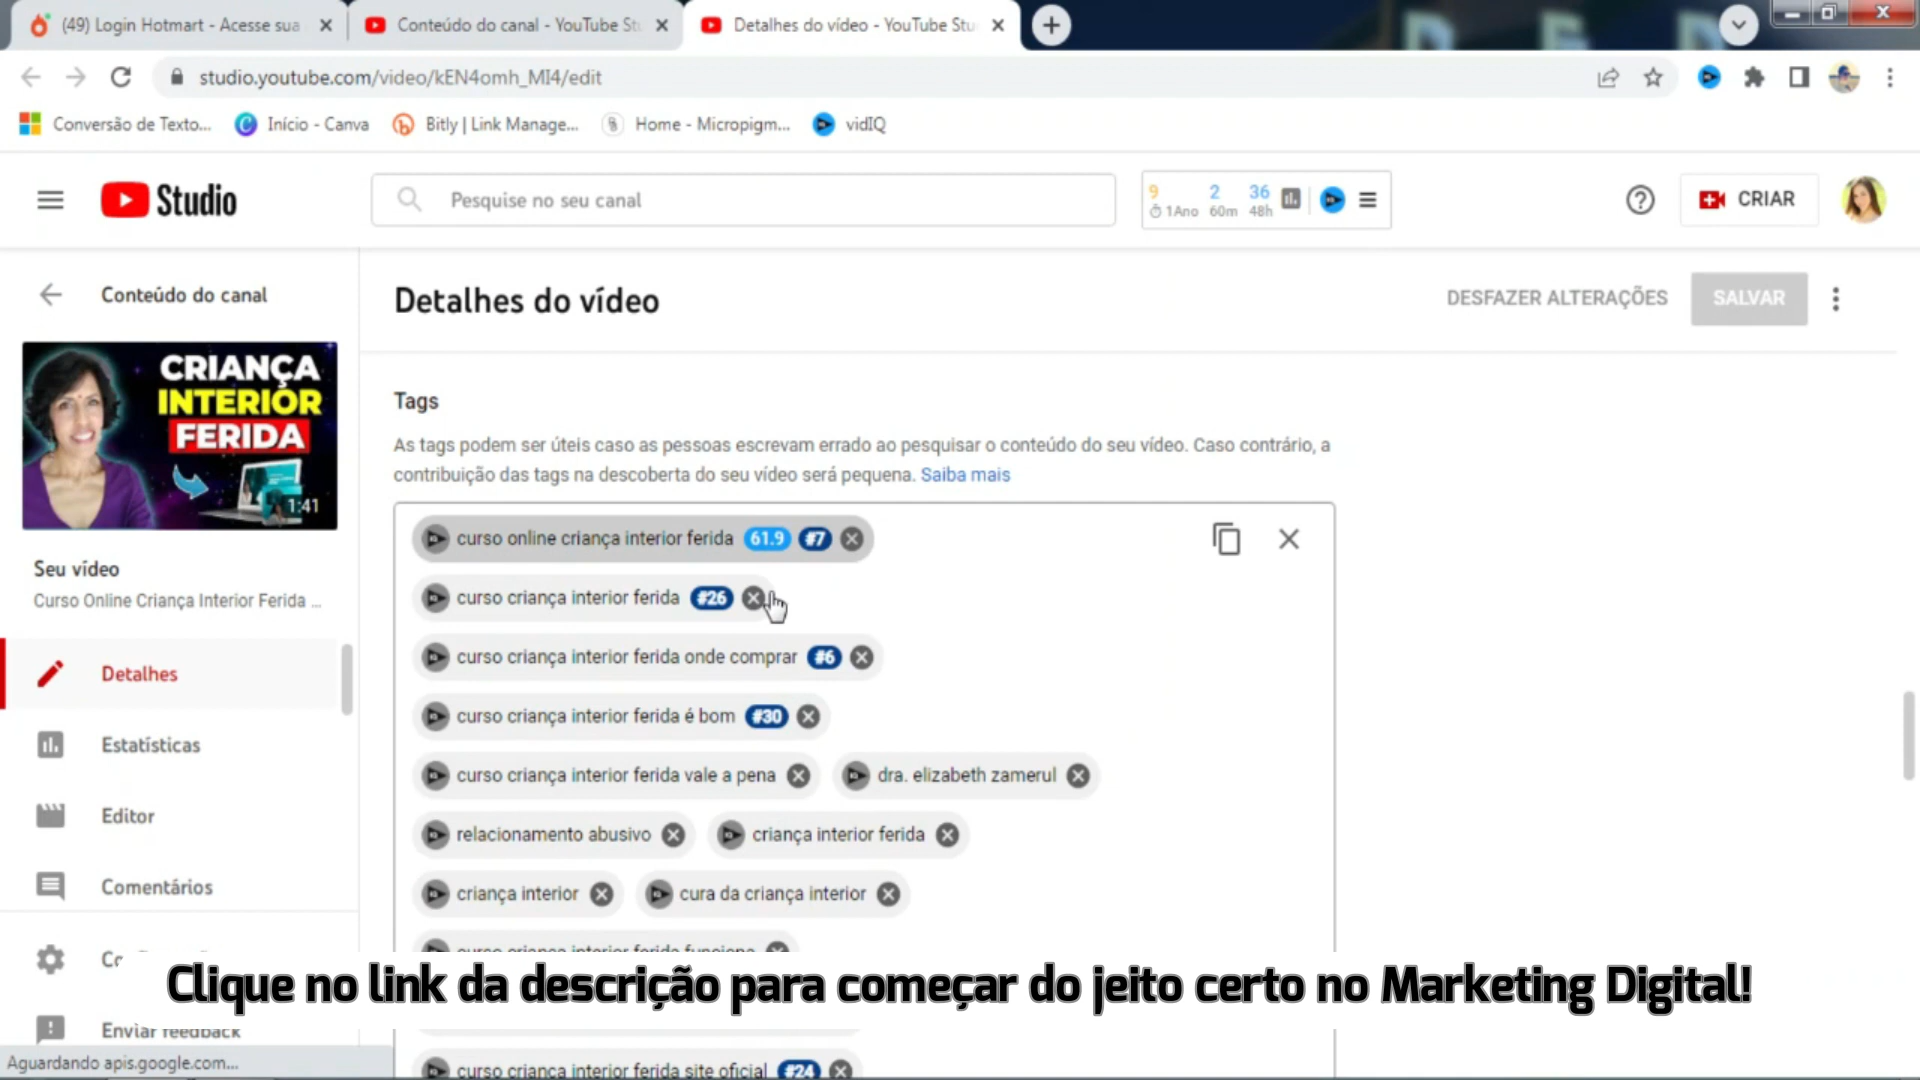 (49) Login Hotmart - Acesse sua
Conteúdo do canal - YouTube Stu
Detalhes do vídeo - YouTube Stu
studio.youtube.com/video/kEN4omh_MI4/edit
Conversão de Texto...
Início - Canva
Bitly | Link Manage...
Home - Micropigm...
vidIQ
Studio
Pesquise no seu canal
9 2 36
1Ano 60m 48h
CRIAR
Conteúdo do canal
Detalhes do vídeo
DESFAZER ALTERAÇÕES
SALVAR
CRIANÇA
INTERIOR
FERIDA
1:41
Seu vídeo
Curso Online Criança Interior Ferida ...
Detalhes
Estatísticas
Editor
Comentários
Enviar feedback
Tags
As tags podem ser úteis caso as pessoas escrevam errado ao pesquisar o conteúdo do seu vídeo. Caso contrário, a
contribuição das tags na descoberta do seu vídeo será pequena. Saiba mais
curso online criança interior ferida 61.9 #7
curso criança interior ferida #26
curso criança interior ferida onde comprar #6
curso criança interior ferida é bom #30
curso criança interior ferida vale a pena
dra. elizabeth zamerul
relacionamento abusivo
criança interior ferida
criança interior
cura da criança interior
curso criança interior ferida funciona
curso criança interior ferida site oficial #24
Clique no link da descrição para começar do jeito certo no Marketing Digital!
Aguardando apis.google.com...